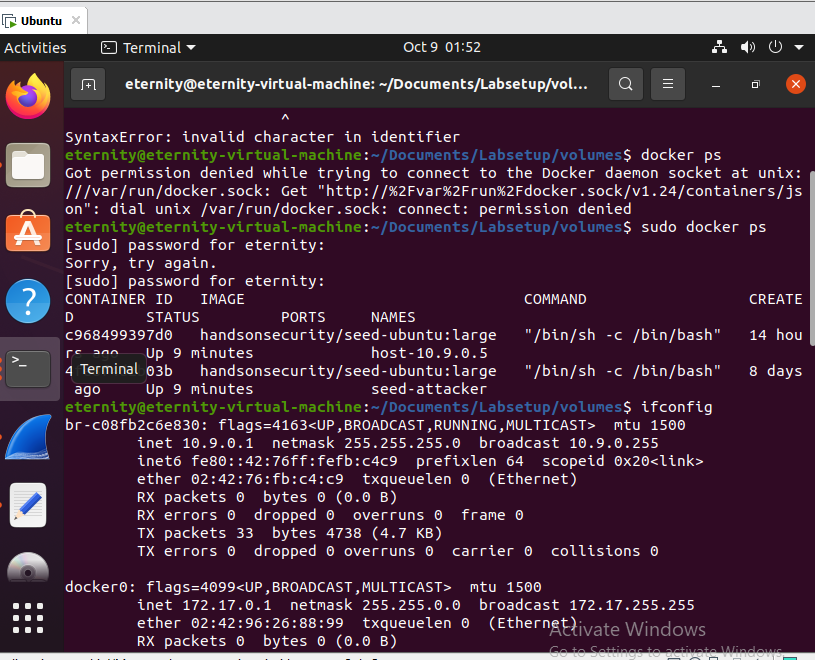 Ubuntu
Activities Terminal Oct 9 01:52
eternity@eternity-virtual-machine: ~/Documents/Labsetup/vol...
^
SyntaxError: invalid character in identifier
eternity@eternity-virtual-machine:~/Documents/Labsetup/volumes$ docker ps
Got permission denied while trying to connect to the Docker daemon socket at unix:
///var/run/docker.sock: Get "http://%2Fvar%2Frun%2Fdocker.sock/v1.24/containers/js
on": dial unix /var/run/docker.sock: connect: permission denied
eternity@eternity-virtual-machine:~/Documents/Labsetup/volumes$ sudo docker ps
[sudo] password for eternity:
Sorry, try again.
[sudo] password for eternity:
CONTAINER ID IMAGE COMMAND CREATE
D STATUS PORTS NAMES
c968499397d0 handsonsecurity/seed-ubuntu:large "/bin/sh -c /bin/bash" 14 hou
rs ago Up 9 minutes host-10.9.0.5
Terminal
03b handsonsecurity/seed-ubuntu:large "/bin/sh -c /bin/bash" 8 days
ago Up 9 minutes seed-attacker
eternity@eternity-virtual-machine:~/Documents/Labsetup/volumes$ ifconfig
br-c08fb2c6e830: flags=4163<UP,BROADCAST,RUNNING,MULTICAST> mtu 1500
inet 10.9.0.1 netmask 255.255.255.0 broadcast 10.9.0.255
inet6 fe80::42:76ff:fefb:c4c9 prefixlen 64 scopeid 0x20<link>
ether 02:42:76:fb:c4:c9 txqueuelen 0 (Ethernet)
RX packets 0 bytes 0 (0.0 B)
RX errors 0 dropped 0 overruns 0 frame 0
TX packets 33 bytes 4738 (4.7 KB)
TX errors 0 dropped 0 overruns 0 carrier 0 collisions 0
docker0: flags=4099<UP,BROADCAST,MULTICAST> mtu 1500
inet 172.17.0.1 netmask 255.255.0.0 broadcast 172.17.255.255
ether 02:42:96:26:88:99 txqueuelen 0 (Ethernet)
RX packets 0 bytes 0 (0.0 B)
Activate Windows
Go to Settings to activate Windows.